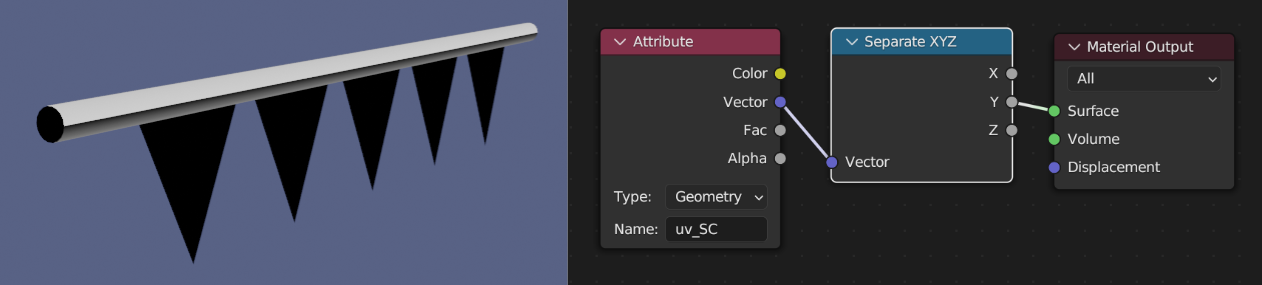 Attribute
Color
Vector
Fac
Alpha
Type: Geometry
Name: uv_SC
Separate XYZ
X
Y
Z
Vector
Material Output
All
Surface
Volume
Displacement